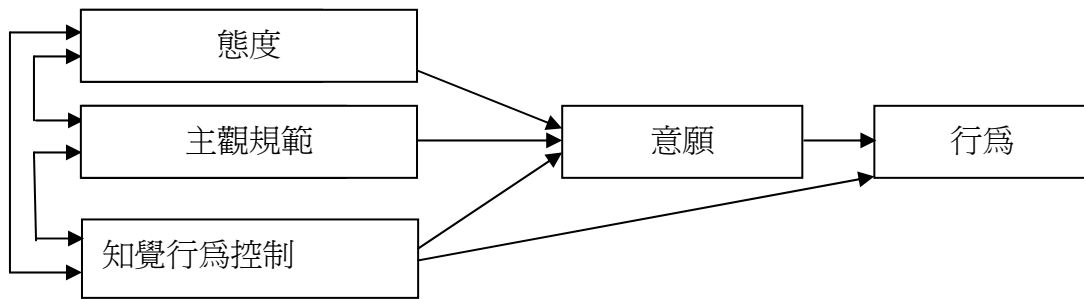 態度
主觀規範
意願
行爲
知覺行爲控制